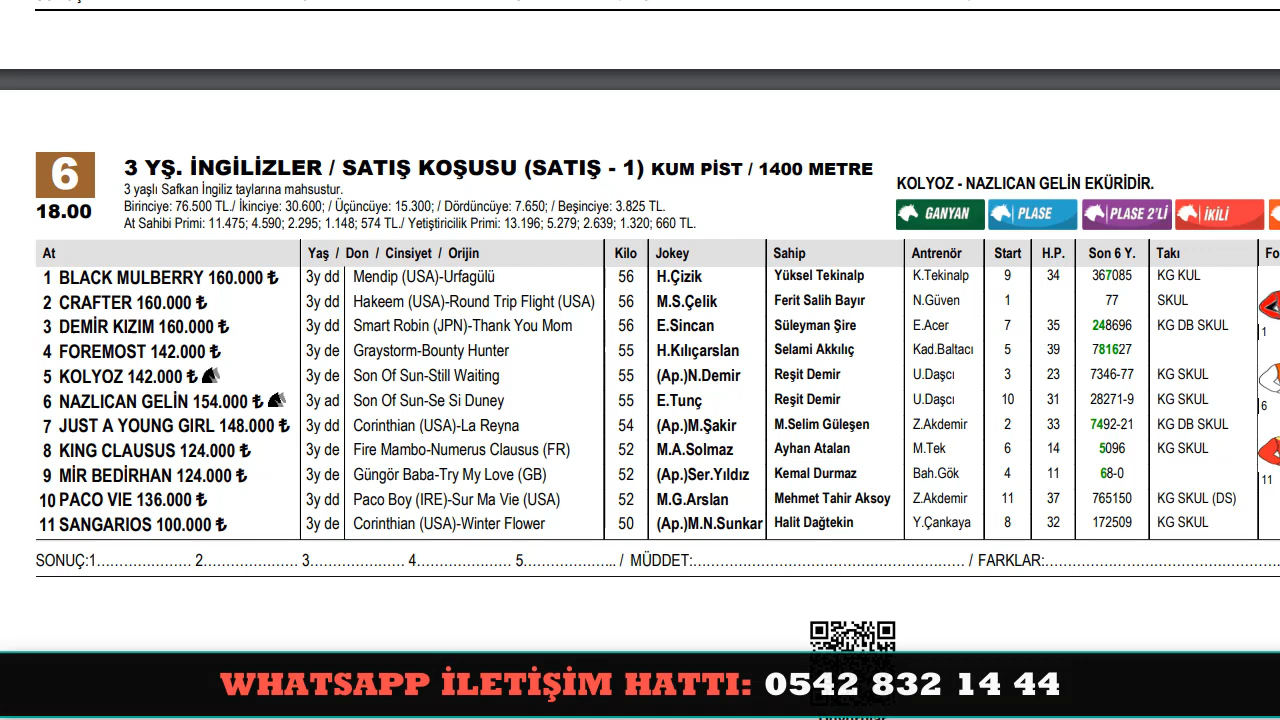 6
18.00
3 YŞ. İNGİLİZLER / SATIŞ KOŞUSU (SATIŞ - 1) KUM PİST / 1400 METRE
3 yaşlı Safkan İngiliz taylarına mahsustur.
Birinciye: 76.500 TL./ İkinciye: 30.600; / Üçüncüye: 15.300; / Dördüncüye: 7.650; / Beşinciye: 3.825 TL.
At Sahibi Primi: 11.475; 4.590; 2.295; 1.148; 574 TL./ Yetiştiricilik Primi: 13.196; 5.279; 2.639; 1.320; 660 TL.
KOLYOZ - NAZLICAN GELİN EKÜRİDİR.
GANYAN PLASE PLASE 2'Lİ İKİLİ
At Yaş / Don / Cinsiyet / Orijin Kilo Jokey Sahip Antrenör Start H.P. Son 6 Y. Takı Fo
1 BLACK MULBERRY 160.000 ₺ 3y dd Mendip (USA)-Urfagülü 56 H.Çizik Yüksel Tekinalp K.Tekinalp 9 34 367085 KG KUL
2 CRAFTER 160.000 ₺ 3y dd Hakeem (USA)-Round Trip Flight (USA) 56 M.S.Çelik Ferit Salih Bayır N.Güven 1 77 SKUL
3 DEMİR KIZIM 160.000 ₺ 3y dd Smart Robin (JPN)-Thank You Mom 56 E.Sincan Süleyman Şire E.Acer 7 35 248696 KG DB SKUL 1
4 FOREMOST 142.000 ₺ 3y de Graystorm-Bounty Hunter 55 H.Kılıçarslan Selami Akkılıç Kad.Baltacı 5 39 781627
5 KOLYOZ 142.000 ₺ 3y de Son Of Sun-Still Waiting 55 (Ap.)N.Demir Reşit Demir U.Daşcı 3 23 7346-77 KG SKUL
6 NAZLICAN GELİN 154.000 ₺ 3y ad Son Of Sun-Se Si Duney 55 E.Tunç Reşit Demir U.Daşcı 10 31 28271-9 KG SKUL 6
7 JUST A YOUNG GIRL 148.000 ₺ 3y de Corinthian (USA)-La Reyna 54 (Ap.)M.Şakir M.Selim Güleşen Z.Akdemir 2 33 7492-21 KG DB SKUL
8 KING CLAUSUS 124.000 ₺ 3y de Fire Mambo-Numerus Clausus (FR) 52 M.A.Solmaz Ayhan Atalan M.Tek 6 14 5096 KG SKUL
9 MİR BEDİRHAN 124.000 ₺ 3y de Güngör Baba-Try My Love (GB) 52 (Ap.)Ser.Yıldız Kemal Durmaz Bah.Gök 4 11 68-0 11
10 PACO VIE 136.000 ₺ 3y dd Paco Boy (IRE)-Sur Ma Vie (USA) 52 M.G.Arslan Mehmet Tahir Aksoy Z.Akdemir 11 37 765150 KG SKUL (DS)
11 SANGARIOS 100.000 ₺ 3y de Corinthian (USA)-Winter Flower 50 (Ap.)M.N.Sunkar Halit Dağtekin Y.Çankaya 8 32 172509 KG SKUL
SONUÇ:1..................... 2..................... 3..................... 4..................... 5..................... / MÜDDET:............................................................. / FARKLAR:.....................................................
WHATSAPP İLETİŞİM HATTI: 0542 832 14 44